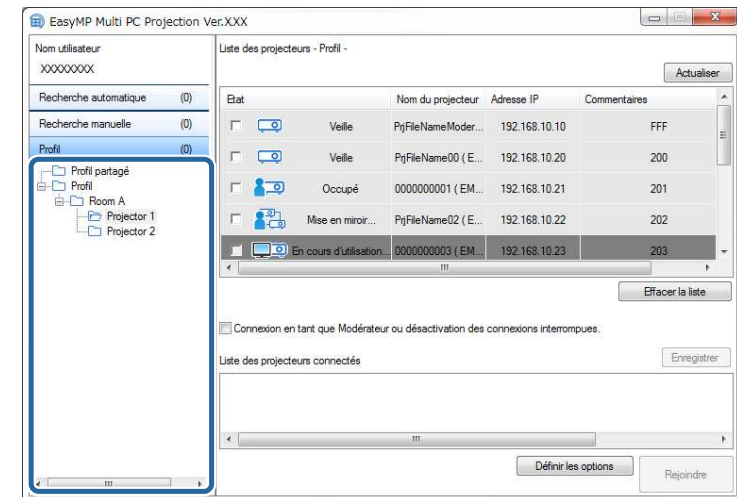 EasyMP Multi PC Projection Ver.XXX
Nom utilisateur
XXXXXXXX
Recherche automatique (0)
Recherche manuelle (0)
Profil (0)
Profil partagé
Profil
Room A
Projector 1
Projector 2
Liste des projecteurs - Profil -
Actualiser
Etat Nom du projecteur Adresse IP Commentaires
Veille PrjFileNameModer... 192.168.10.10 FFF
Veille PrjFileName00 ( E... 192.168.10.20 200
Occupé 0000000001 ( EM... 192.168.10.21 201
Mise en miroir... PrjFileName02 ( E... 192.168.10.22 202
En cours d'utilisation... 0000000003 ( EM... 192.168.10.23 203
Effacer la liste
Connexion en tant que Modérateur ou désactivation des connexions interrompues.
Liste des projecteurs connectés
Enregistrer
Définir les options
Rejoindre